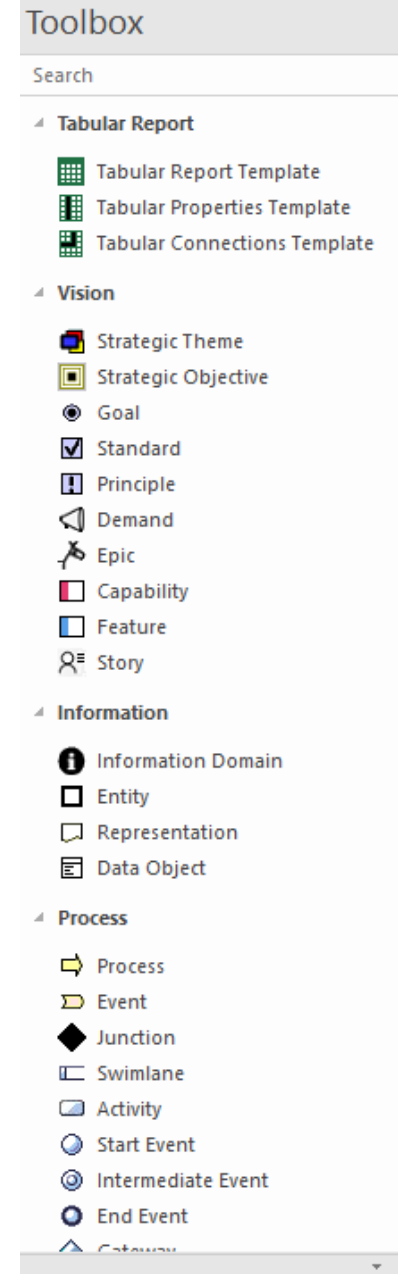 Toolbox
Search
Tabular Report
Tabular Report Template
Tabular Properties Template
Tabular Connections Template
Vision
Strategic Theme
Strategic Objective
Goal
Standard
Principle
Demand
Epic
Capability
Feature
Story
Information
Information Domain
Entity
Representation
Data Object
Process
Process
Event
Junction
Swimlane
Activity
Start Event
Intermediate Event
End Event
Gateway